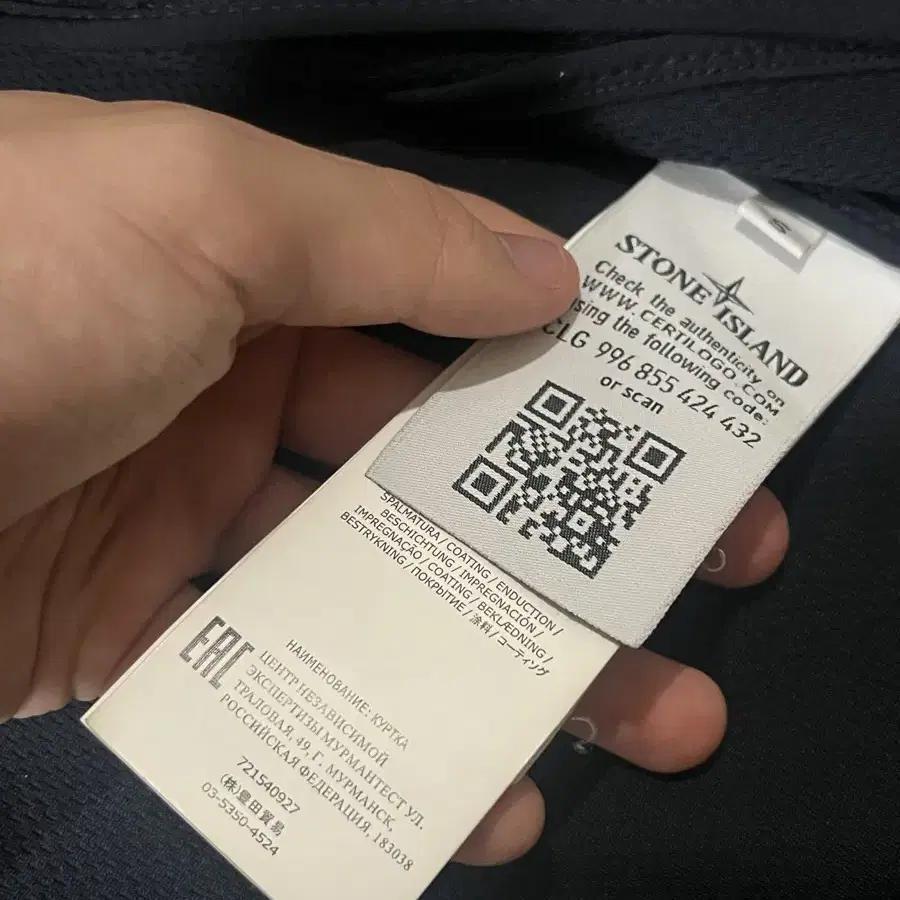 S
STONE ISLAND
Check the authenticity on
WWW.CERTILOGO.COM
using the following code:
CLG 996 855 424 432
or scan
SPALMATURA / COATING / ENDUCTION /
BESCHICHTUNG / IMPREGNACIÓN /
IMPREGNAÇÃO / COATING / BEKLÆDNING /
BESTRYKNING / ПОКРЫТИЕ / 涂料 / コーティング
EAC
НАИМЕНОВАНИЕ: КУРТКА
ЦЕНТР НЕЗАВИСИМОЙ
ЭКСПЕРТИЗЫ МУРМАНТЕСТ УЛ.
ТРАЛОВАЯ, 49, Г. МУРМАНСК,
РОССИЙСКАЯ ФЕДЕРАЦИЯ, 183038
721540927
(株)豊田貿易
03-5350-4524